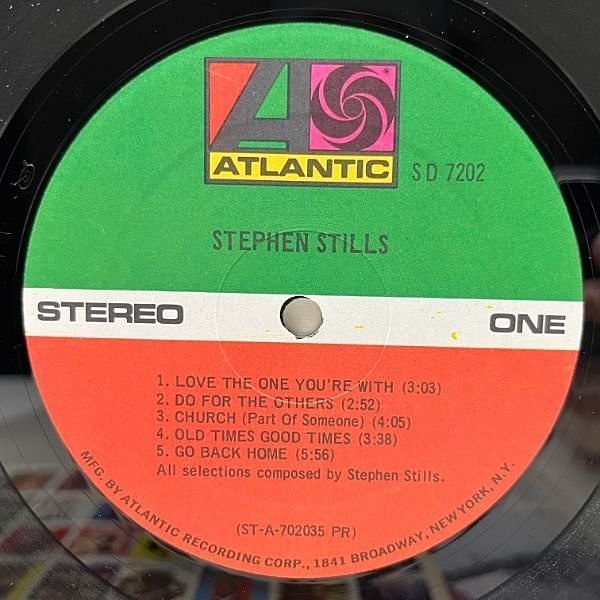 ATLANTIC
SD 7202
STEPHEN STILLS
STEREO
ONE
1. LOVE THE ONE YOU'RE WITH (3:03)
2. DO FOR THE OTHERS (2:52)
3. CHURCH (Part Of Someone) (4:05)
4. OLD TIMES GOOD TIMES (3:38)
5. GO BACK HOME (5:56)
All selections composed by Stephen Stills.
(ST-A-702035 PR)
MFG. BY ATLANTIC RECORDING CORP., 1841 BROADWAY, NEW YORK, N.Y.